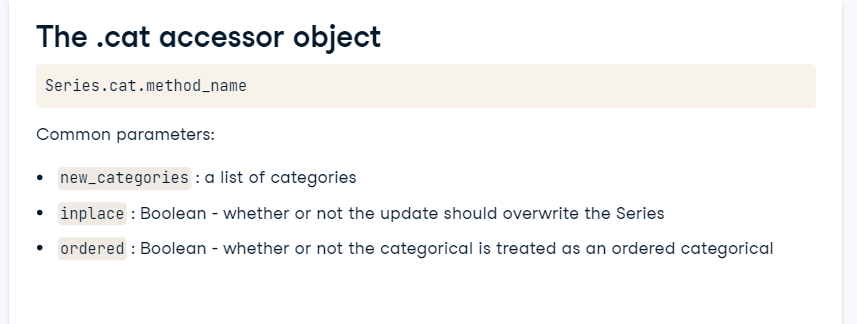 The .cat accessor object
Series.cat.method_name
Common parameters:
• new_categories : a list of categories
• inplace : Boolean - whether or not the update should overwrite the Series
• ordered : Boolean - whether or not the categorical is treated as an ordered categorical